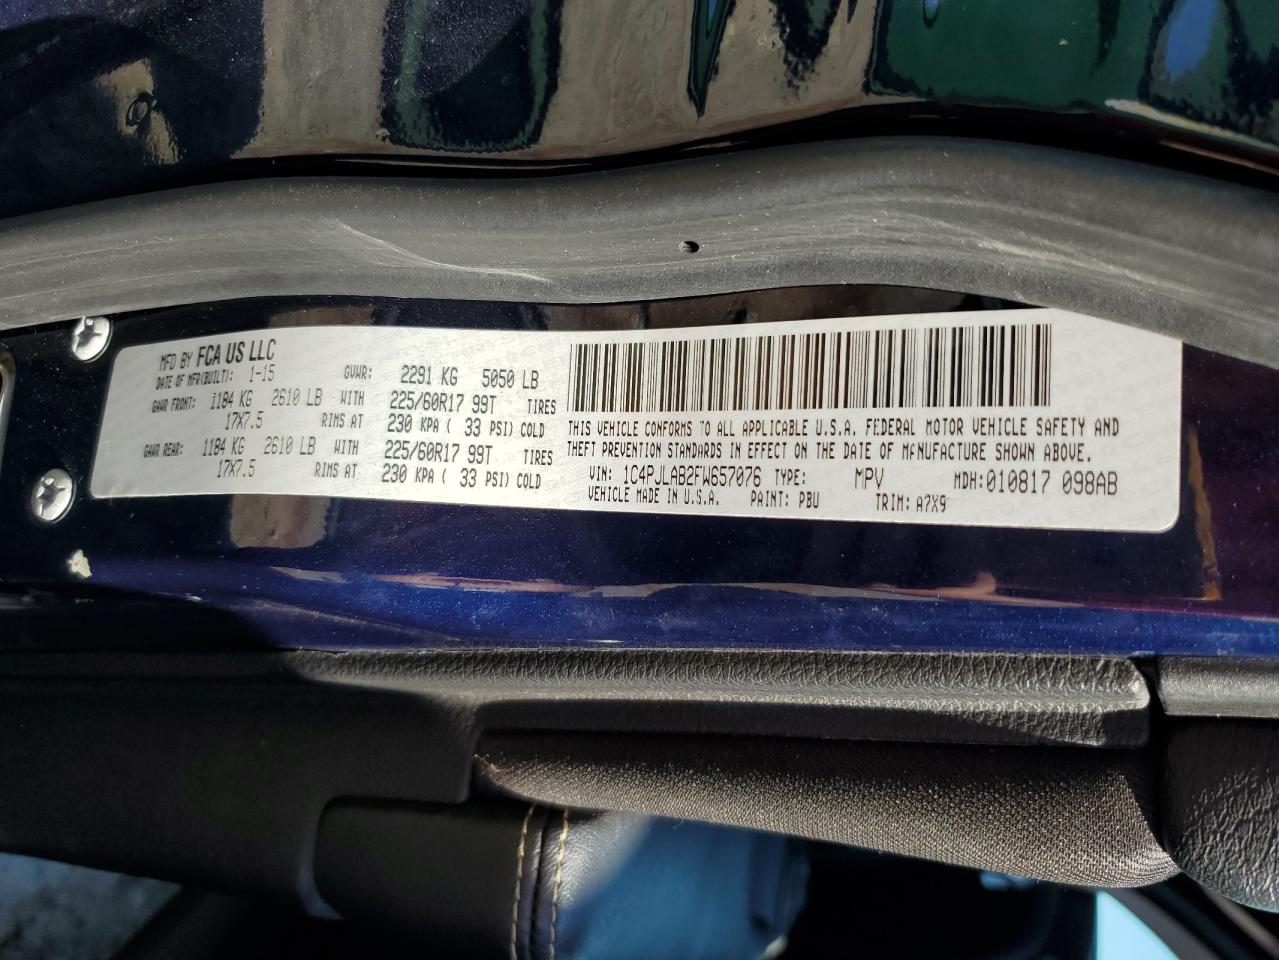 MFD BY FCA US LLC
DATE OF MFR(BUILT): 1-15 GVWR: 2291 KG 5050 LB
GAWR FRONT: 1184 KG 2610 LB WITH 225/60R17 99T TIRES
17X7.5 RIMS AT 230 KPA ( 33 PSI) COLD
GAWR REAR: 1184 KG 2610 LB WITH 225/60R17 99T TIRES
17X7.5 RIMS AT 230 KPA ( 33 PSI) COLD
THIS VEHICLE CONFORMS TO ALL APPLICABLE U.S.A. FEDERAL MOTOR VEHICLE SAFETY AND
THEFT PREVENTION STANDARDS IN EFFECT ON THE DATE OF MFNUFACTURE SHOWN ABOVE.
VIN: 1C4PJLAB2FW657076 TYPE: MPV MDH: 010817 098AB
VEHICLE MADE IN U.S.A. PAINT: PBU TRIM: A7X9